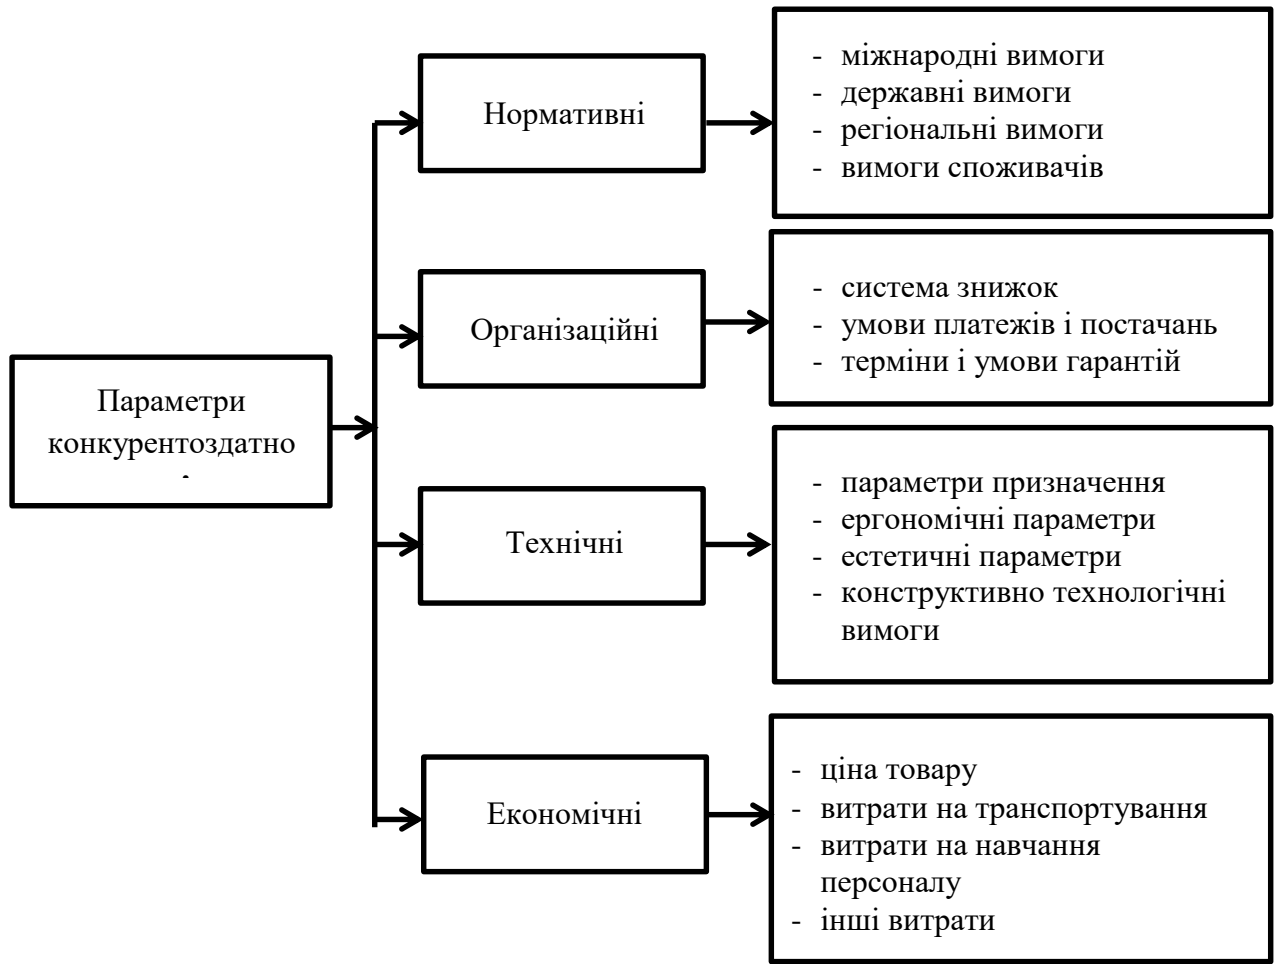 Параметри
конкурентоздатно
Нормативні
- міжнародні вимоги
- державні вимоги
- регіональні вимоги
- вимоги споживачів
Організаційні
- система знижок
- умови платежів і постачань
- терміни і умови гарантій
Технічні
- параметри призначення
- ергономічні параметри
- естетичні параметри
- конструктивно технологічні
вимоги
Економічні
- ціна товару
- витрати на транспортування
- витрати на навчання
персоналу
- інші витрати